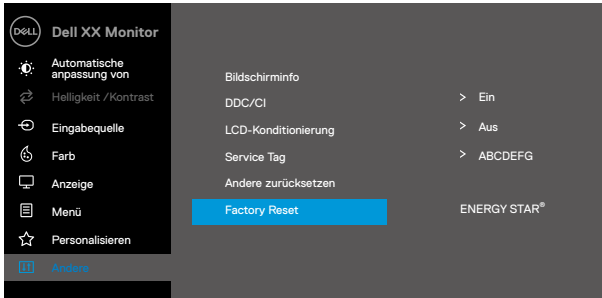 DELL
Dell XX Monitor
Automatische
anpassung von
Helligkeit /Kontrast
Eingabequelle
Farb
Anzeige
Menü
Personalisieren
Andere
Bildschirminfo
DDC/CI > Ein
LCD-Konditionierung > Aus
Service Tag > ABCDEFG
Andere zurücksetzen
Factory Reset ENERGY STAR®